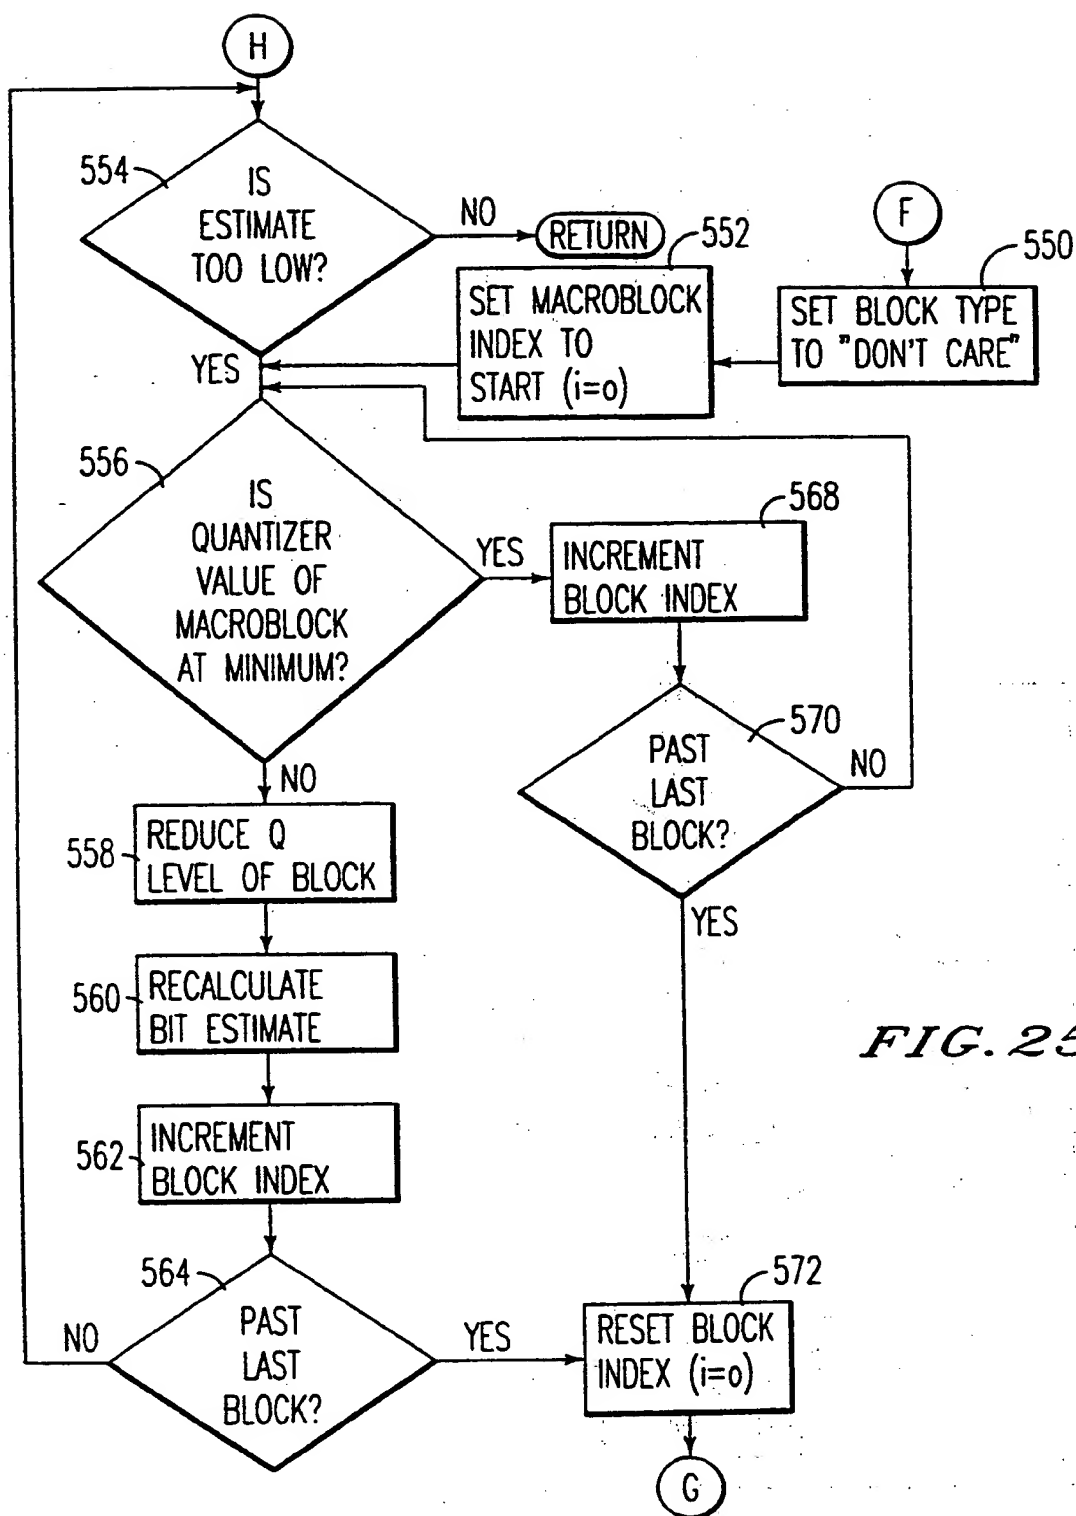 H
554
IS
ESTIMATE
TOO LOW?
NO
RETURN
YES
F
550
SET BLOCK TYPE
TO "DON'T CARE"
552
SET MACROBLOCK
INDEX TO
START (i=o)
556
IS
QUANTIZER
VALUE OF
MACROBLOCK
AT MINIMUM?
YES
568
INCREMENT
BLOCK INDEX
570
PAST
LAST
BLOCK?
NO
YES
NO
558
REDUCE Q
LEVEL OF BLOCK
560
RECALCULATE
BIT ESTIMATE
562
INCREMENT
BLOCK INDEX
564
PAST
LAST
BLOCK?
NO
YES
572
RESET BLOCK
INDEX (i=o)
G
FIG. 25